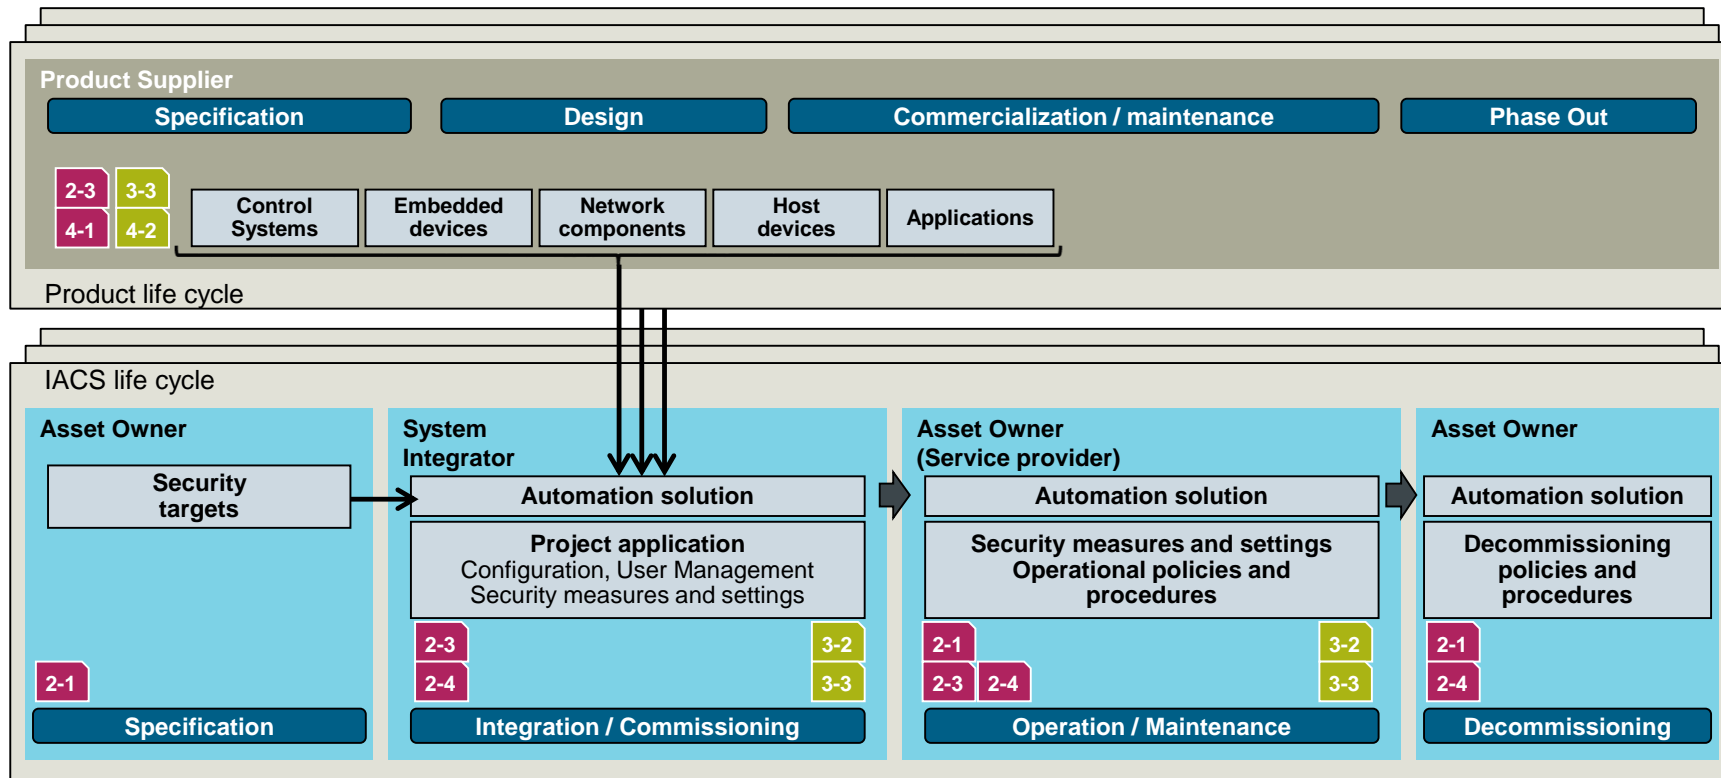 Product Supplier
Specification
Design
Commercialization / maintenance
Phase Out
2-3
3-3
4-1
4-2
Control
Systems
Embedded
devices
Network
components
Host
devices
Applications
Product life cycle
IACS life cycle
Asset Owner
Security
targets
2-1
Specification
System
Integrator
Automation solution
Project application
Configuration, User Management
Security measures and settings
2-3
3-2
2-4
3-3
Integration / Commissioning
Asset Owner
(Service provider)
Automation solution
Security measures and settings
Operational policies and
procedures
2-1
3-2
2-3
2-4
3-3
Operation / Maintenance
Asset Owner
Automation solution
Decommissioning
policies and
procedures
2-1
2-4
Decommissioning